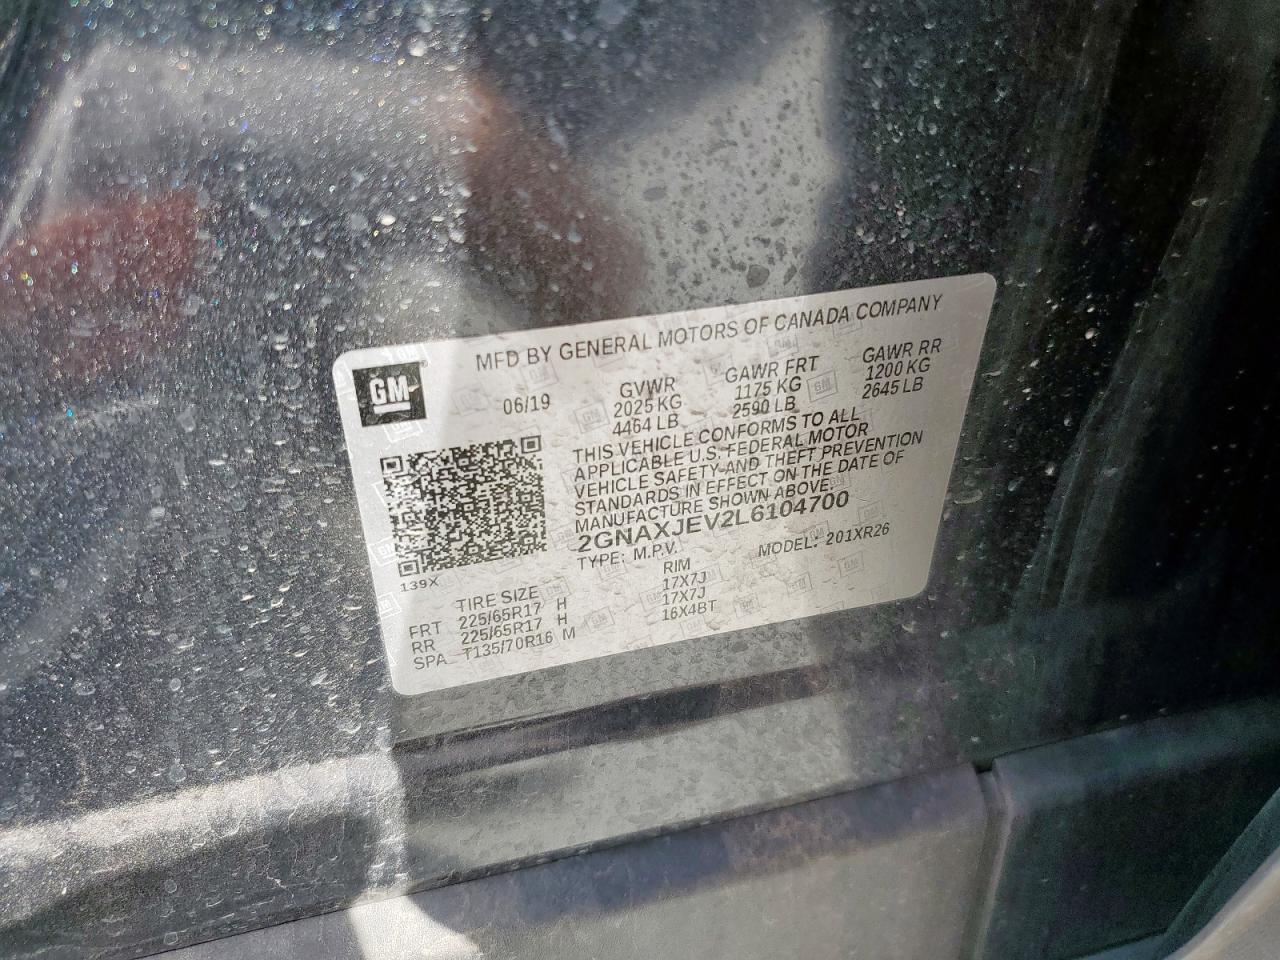 MFD BY GENERAL MOTORS OF CANADA COMPANY
GM
06/19
GVWR GAWR FRT GAWR RR
2025 KG 1175 KG 1200 KG
4464 LB 2590 LB 2645 LB
THIS VEHICLE CONFORMS TO ALL
APPLICABLE U.S. FEDERAL MOTOR
VEHICLE SAFETY AND THEFT PREVENTION
STANDARDS IN EFFECT ON THE DATE OF
MANUFACTURE SHOWN ABOVE.
2GNAXJEV2L6104700
TYPE: M.P.V. MODEL: 201XR26
139X
TIRE SIZE RIM
FRT 225/65R17 H 17X7J
RR 225/65R17 H 17X7J
SPA T135/70R16 M 16X4BT